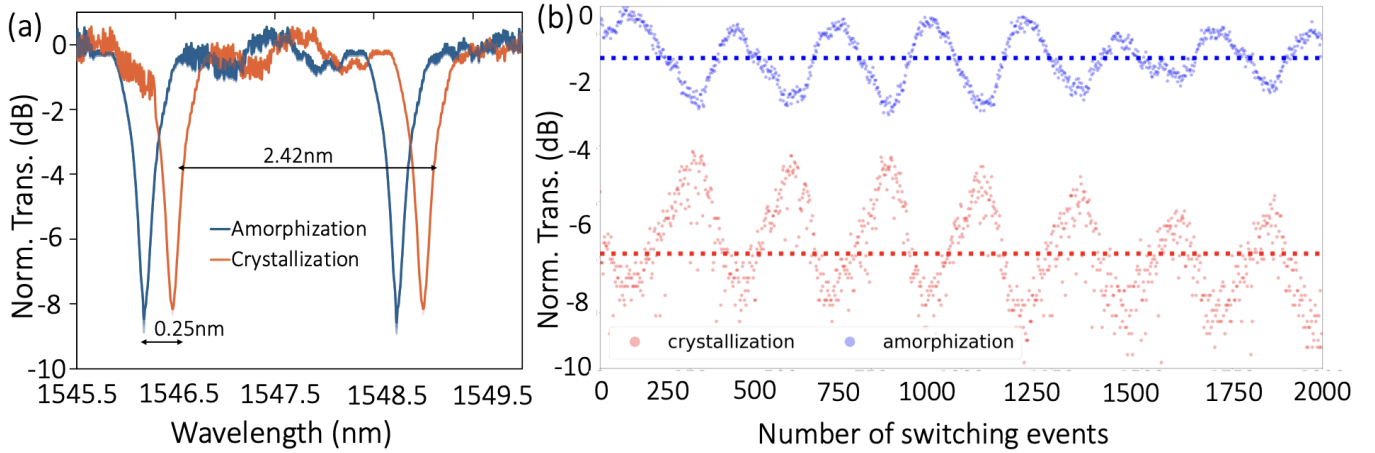 (a)
Norm. Trans. (dB)
0
-2
-4
-6
-8
-10
2.42nm
Amorphization
Crystallization
0.25nm
1545.5 1546.5 1547.5 1548.5 1549.5
Wavelength (nm)
(b)
Norm. Trans. (dB)
0
-2
-4
-6
-8
-10
crystallization amorphization
0 250 500 750 1000 1250 1500 1750 2000
Number of switching events